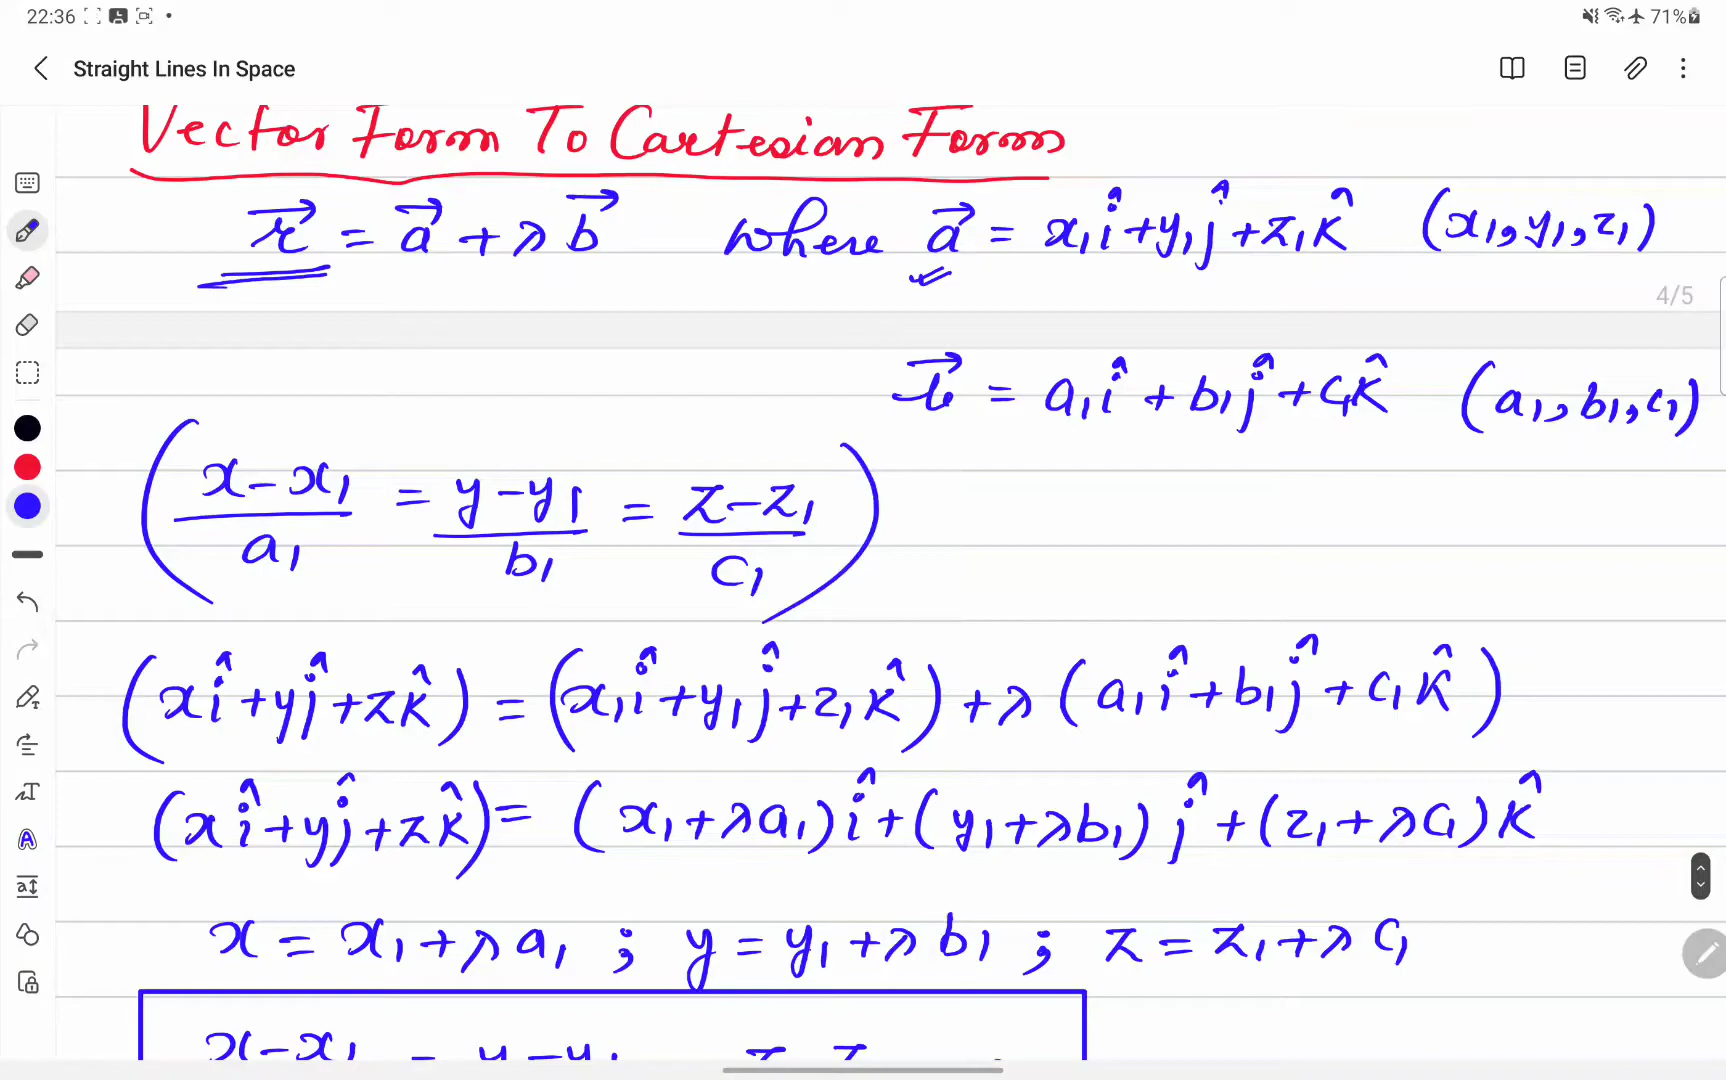 22:36 71%
Straight Lines In Space
Vector Form To Cartesian Form
r⃗ = a⃗ + λ b⃗ where a⃗ = x₁î + y₁ĵ + z₁k̂ (x₁, y₁, z₁)
4/5
b⃗ = a₁î + b₁ĵ + c₁k̂ (a₁, b₁, c₁)
((x - x₁)/a₁ = (y - y₁)/b₁ = (z - z₁)/c₁)
(xî + yĵ + zk̂) = (x₁î + y₁ĵ + z₁k̂) + λ (a₁î + b₁ĵ + c₁k̂)
(xî + yĵ + zk̂) = (x₁ + λa₁)î + (y₁ + λb₁)ĵ + (z₁ + λc₁)k̂
x = x₁ + λa₁ ; y = y₁ + λb₁ ; z = z₁ + λc₁
x - x₁ = y - y₁